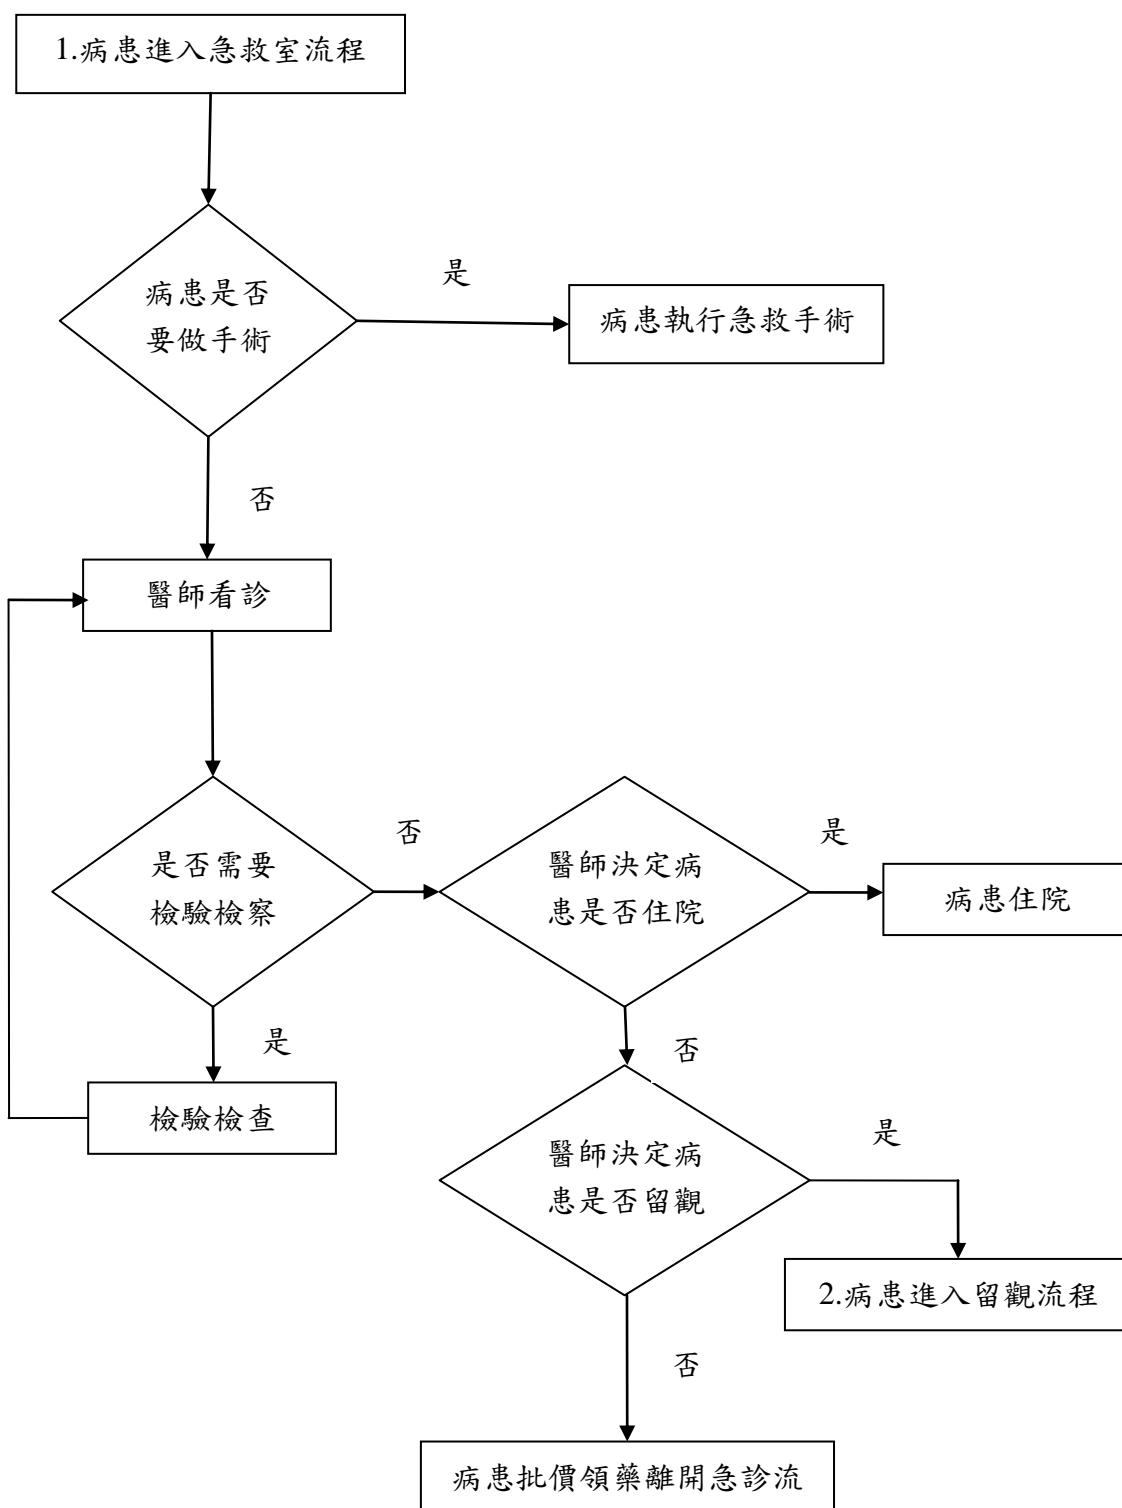 1.病患進入急救室流程
病患是否
要做手術
是
病患執行急救手術
否
醫師看診
是否需要
檢驗檢察
否
醫師決定病
患是否住院
是
病患住院
是
檢驗檢查
否
醫師決定病
患是否留觀
是
2.病患進入留觀流程
否
病患批價領藥離開急診流